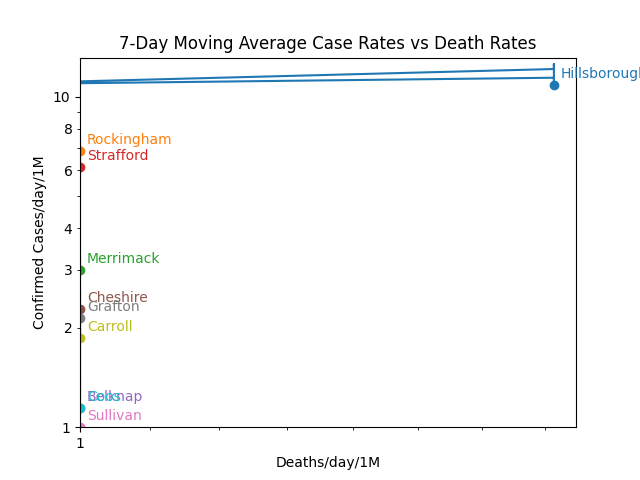 7-Day Moving Average Case Rates vs Death Rates
Hillsborough
10
Rockingham
8
Strafford
6
4
Merrimack
3
Cheshire
Grafton
Carroll
2
Belknap
Coos
Sullivan
1
1
Confirmed Cases/day/1M
Deaths/day/1M